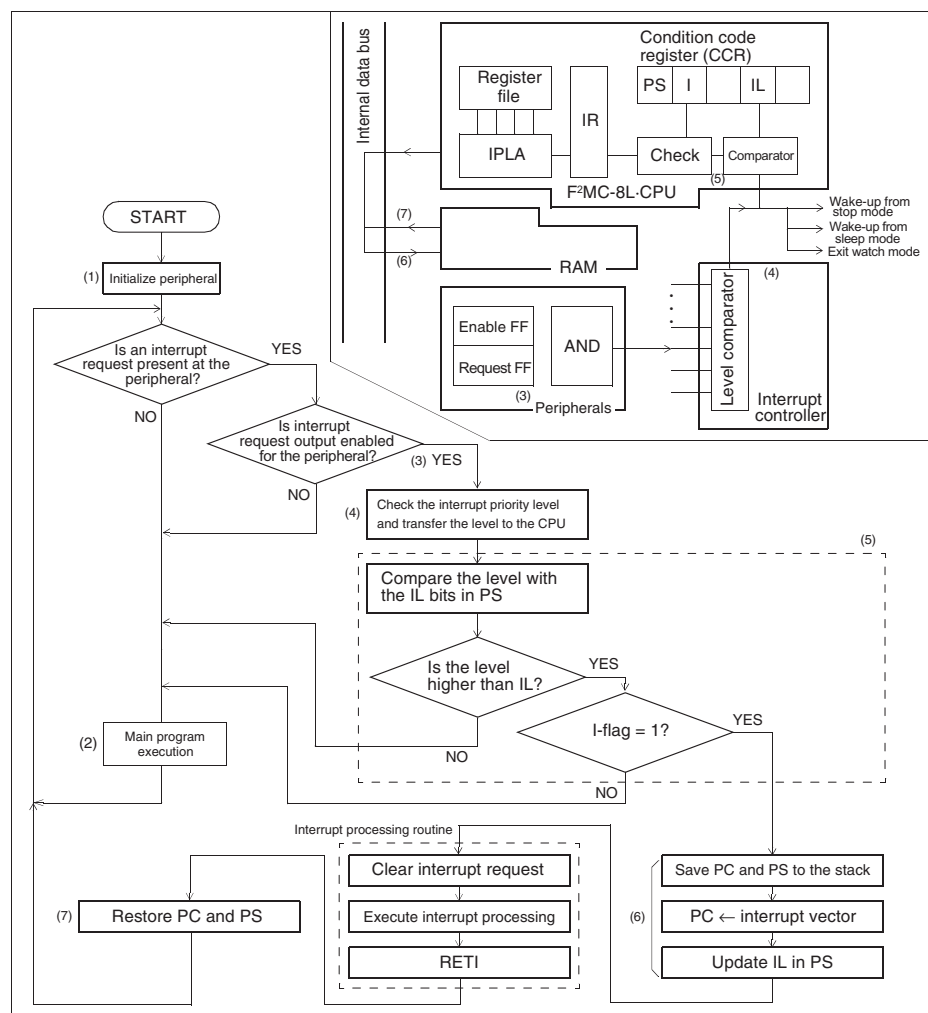 Internal data bus
Condition code
register (CCR)
PS
I
IL
Register
file
IR
IPLA
Check
Comparator
(5)
F²MC-8L·CPU
Wake-up from
stop mode
Wake-up from
sleep mode
Exit watch mode
(7)
(6)
RAM
(4)
Level comparator
Interrupt
controller
Enable FF
Request FF
AND
(3)
Peripherals
START
(1)
Initialize peripheral
Is an interrupt
request present at the
peripheral?
YES
NO
Is interrupt
request output enabled
for the peripheral?
(3) YES
NO
(4)
Check the interrupt priority level
and transfer the level to the CPU
(5)
Compare the level with
the IL bits in PS
Is the level
higher than IL?
YES
NO
I-flag = 1?
YES
NO
(2)
Main program
execution
Interrupt processing routine
Clear interrupt request
Execute interrupt processing
RETI
Save PC and PS to the stack
(6)
PC ← interrupt vector
Update IL in PS
(7)
Restore PC and PS